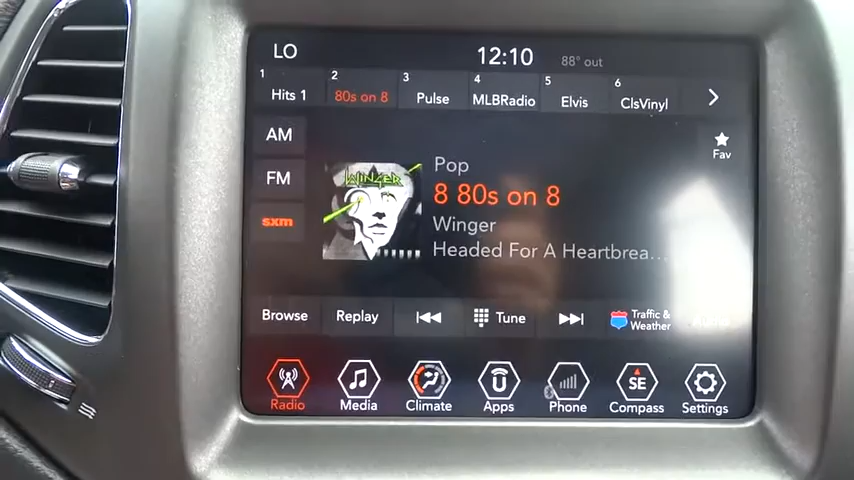 LO 12:10 88° out
1 Hits 1
2 80s on 8
3 Pulse
4 MLBRadio
5 Elvis
6 ClsVinyl
AM
FM
sxm
Fav
WINGER
Pop
8 80s on 8
Winger
Headed For A Heartbrea...
Browse
Replay
Tune
Traffic &
Weather
Radio
Media
Climate
Apps
Phone
SE
Compass
Settings